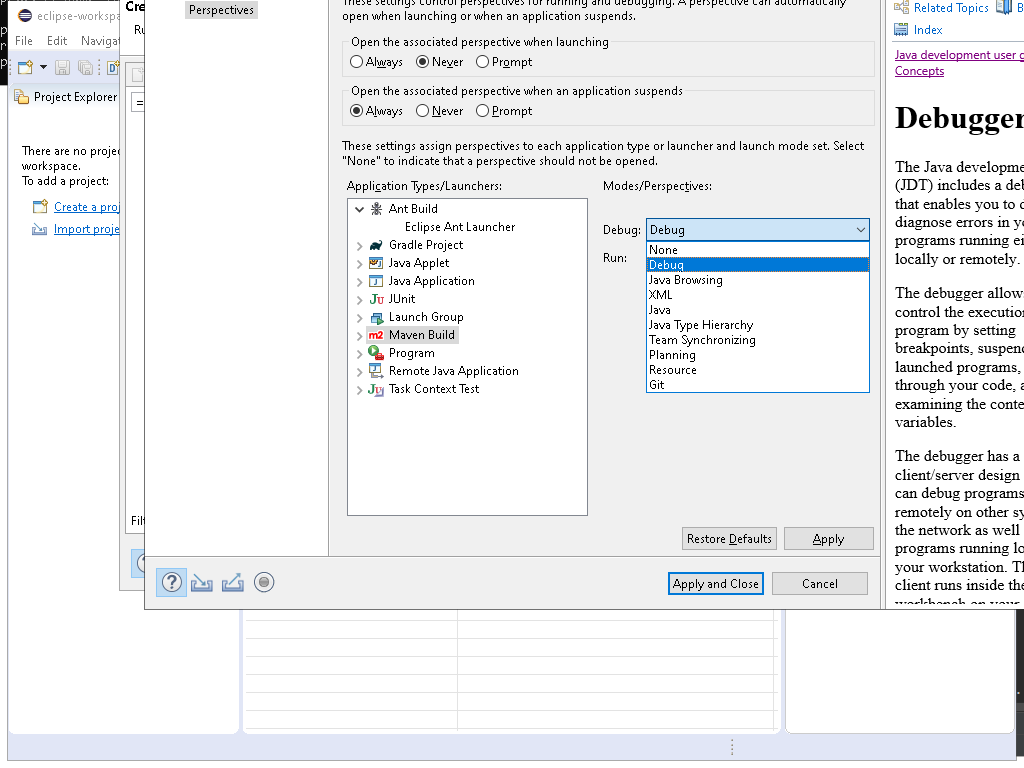 eclipse-workspa
File Edit Navigat
Project Explorer
There are no projec
workspace.
To add a project:
Create a proj
Import proje
Cre
Ru
Filt
Perspectives
These settings control perspectives for running and debugging. A perspective can automatically
open when launching or when an application suspends.
Open the associated perspective when launching
Always Never Prompt
Open the associated perspective when an application suspends
Always Never Prompt
These settings assign perspectives to each application type or launcher and launch mode set. Select
"None" to indicate that a perspective should not be opened.
Application Types/Launchers:
Modes/Perspectives:
Ant Build
Eclipse Ant Launcher
Gradle Project
Java Applet
Java Application
JUnit
Launch Group
m2 Maven Build
Program
Remote Java Application
Task Context Test
Debug: Debug
Run:
None
Debug
Java Browsing
XML
Java
Java Type Hierarchy
Team Synchronizing
Planning
Resource
Git
Restore Defaults Apply
Apply and Close Cancel
Related Topics B
Index
Java development user g
Concepts
Debugger
The Java developme
(JDT) includes a deb
that enables you to d
diagnose errors in yo
programs running ei
locally or remotely.
The debugger allows
control the execution
program by setting
breakpoints, suspend
launched programs,
through your code, a
examining the conte
variables.
The debugger has a
client/server design
can debug programs
remotely on other sy
the network as well
programs running lo
your workstation. Th
client runs inside the
workbench on your